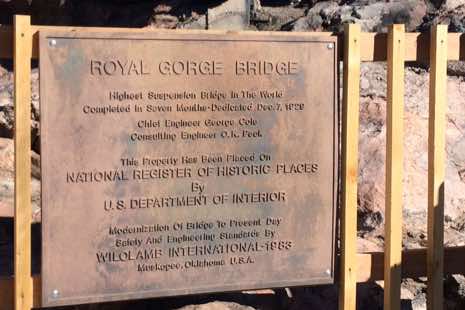 ROYAL GORGE BRIDGE
Highest Suspension Bridge In The World
Completed In Seven Months-Dedicated Dec. 7, 1929
Chief Engineer George Cole
Consulting Engineer O.K. Peek
This Property Has Been Placed On
NATIONAL REGISTER OF HISTORIC PLACES
By
U.S. DEPARTMENT OF INTERIOR
Modernization Of Bridge To Present Day
Safety And Engineering Standards By
WILOLAMB INTERNATIONAL-1983
Muskogee, Oklahoma U.S.A.